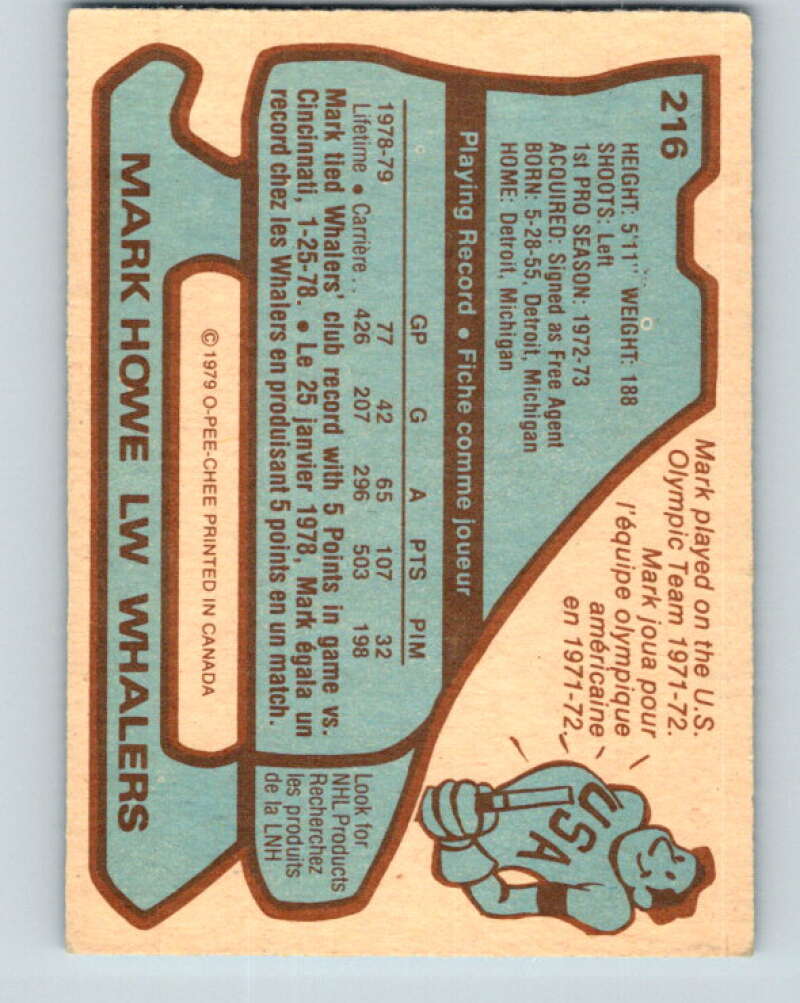 216
HEIGHT: 5'11" WEIGHT: 188
SHOOTS: Left
1st PRO SEASON: 1972-73
ACQUIRED: Signed as Free Agent
BORN: 5-28-55, Detroit, Michigan
HOME: Detroit, Michigan
Mark played on the U.S.
Olympic Team 1971-72.
Mark joua pour
l'équipe olympique
américaine
en 1971-72.
USA
Playing Record • Fiche comme joueur
GP G A PTS PIM
1978-79 77 42 65 107 32
Lifetime • Carrière .. 426 207 296 503 198
Mark tied Whalers' club record with 5 Points in game vs.
Cincinnati, 1-25-78. • Le 25 janvier 1978, Mark égala un
record chez les Whalers en produisant 5 points en un match.
Look for
NHL Products
Recherchez
les produits
de la LNH
© 1979 O-PEE-CHEE PRINTED IN CANADA
MARK HOWE LW WHALERS